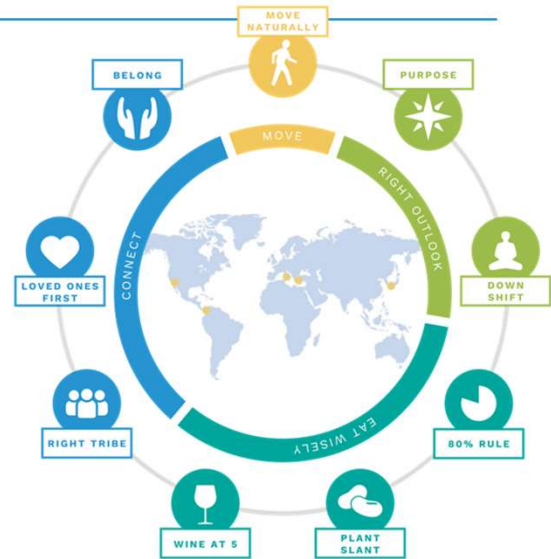 MOVE
NATURALLY
BELONG
PURPOSE
MOVE
RIGHT OUTLOOK
CONNECT
LOVED ONES
FIRST
DOWN
SHIFT
RIGHT TRIBE
80% RULE
EAT WISELY
WINE AT 5
PLANT
SLANT